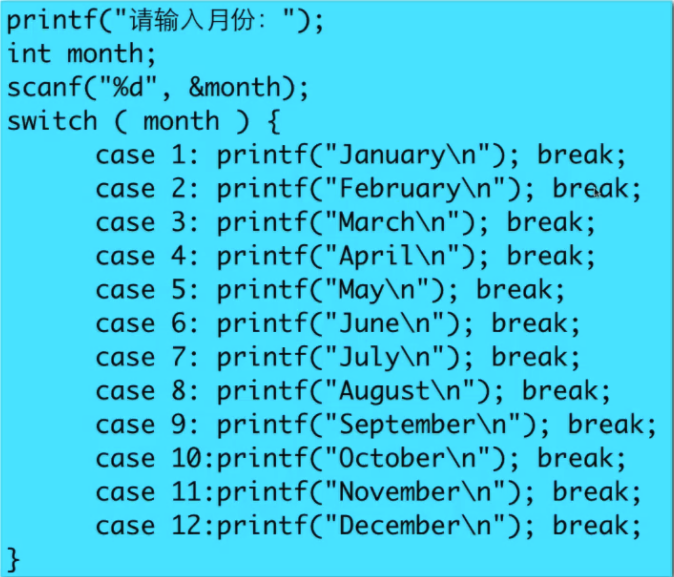 printf("请输入月份：");
int month;
scanf("%d", &month);
switch ( month ) {
case 1: printf("January\n"); break;
case 2: printf("February\n"); break;
case 3: printf("March\n"); break;
case 4: printf("April\n"); break;
case 5: printf("May\n"); break;
case 6: printf("June\n"); break;
case 7: printf("July\n"); break;
case 8: printf("August\n"); break;
case 9: printf("September\n"); break;
case 10:printf("October\n"); break;
case 11:printf("November\n"); break;
case 12:printf("December\n"); break;
}